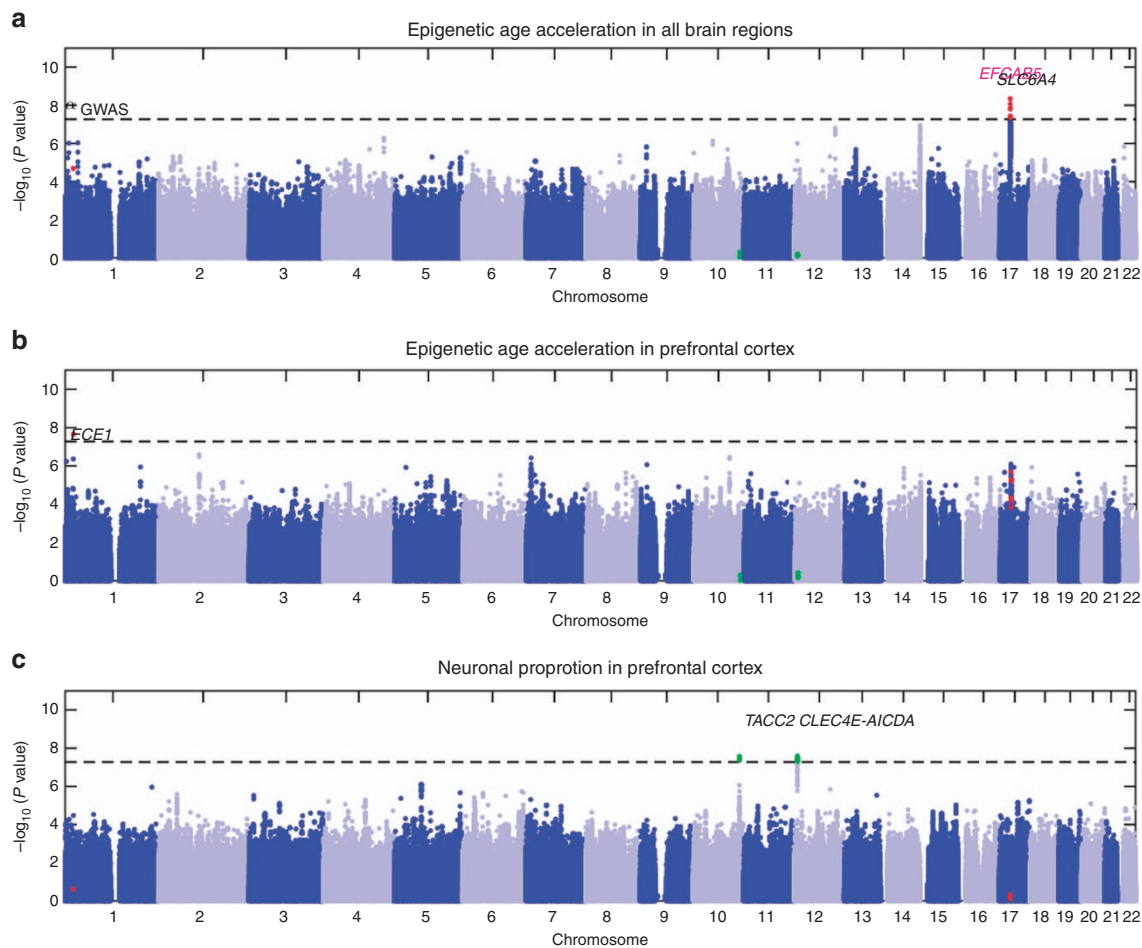 a
Epigenetic age acceleration in all brain regions
10
8
6
4
2
0
–log10 (P value)
GWAS
EFCAB5
SLC6A4
1 2 3 4 5 6 7 8 9 10 11 12 13 14 15 16 17 18 19 20 21 22
Chromosome
b
Epigenetic age acceleration in prefrontal cortex
10
8
6
4
2
0
–log10 (P value)
ECE1
1 2 3 4 5 6 7 8 9 10 11 12 13 14 15 16 17 18 19 20 21 22
Chromosome
c
Neuronal proprotion in prefrontal cortex
10
8
6
4
2
0
–log10 (P value)
TACC2 CLEC4E-AICDA
1 2 3 4 5 6 7 8 9 10 11 12 13 14 15 16 17 18 19 20 21 22
Chromosome